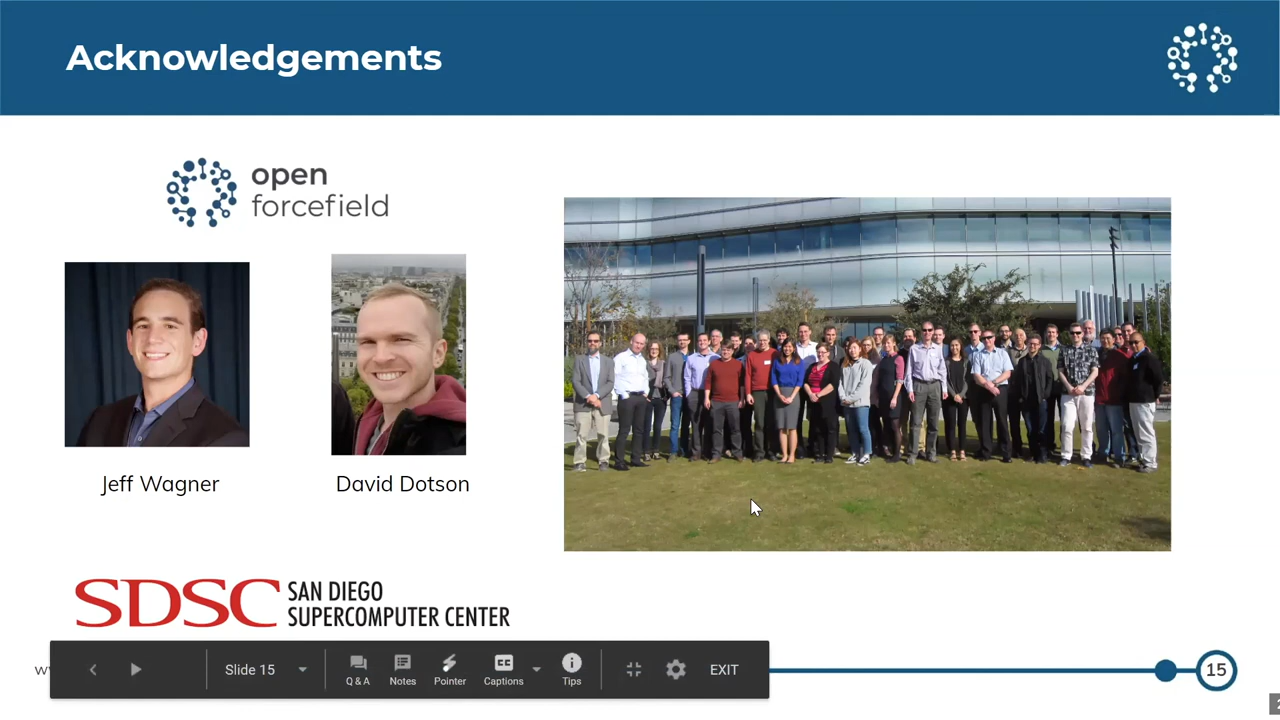 Acknowledgements
open
forcefield
Jeff Wagner
David Dotson
SDSC SAN DIEGO
SUPERCOMPUTER CENTER
Slide 15
Q & A
Notes
Pointer
Captions
Tips
EXIT
15